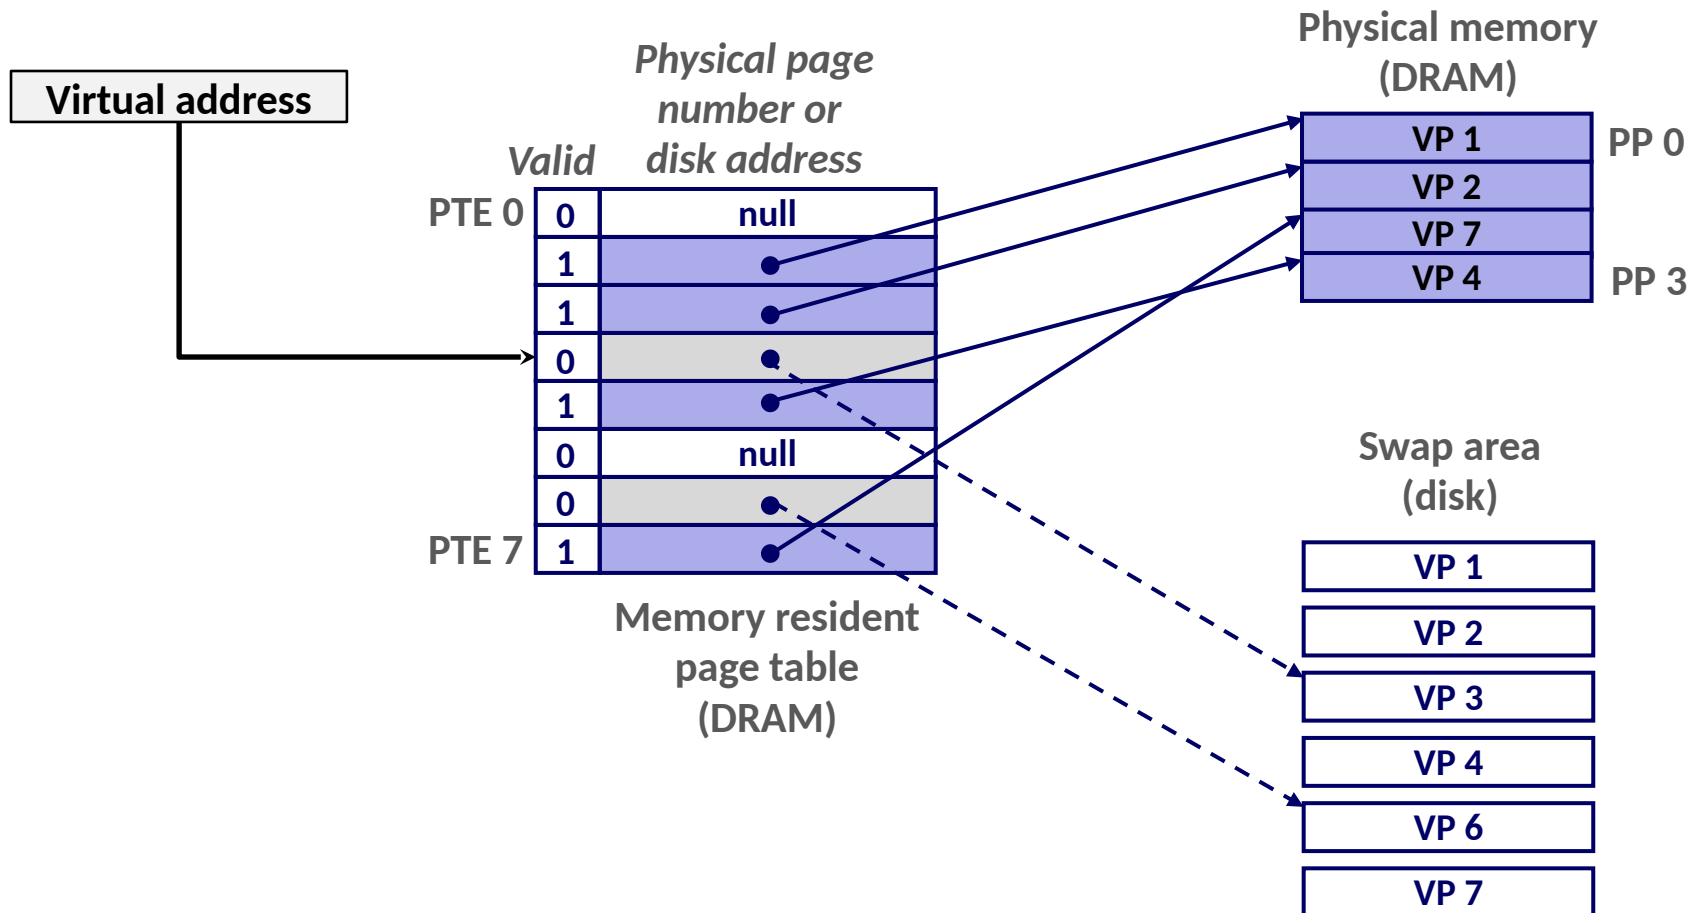 Virtual address
Physical page
number or
disk address
Valid
PTE 0
0
null
1
1
0
1
0
null
0
PTE 7
1
Memory resident
page table
(DRAM)
Physical memory
(DRAM)
VP 1
PP 0
VP 2
VP 7
VP 4
PP 3
Swap area
(disk)
VP 1
VP 2
VP 3
VP 4
VP 6
VP 7